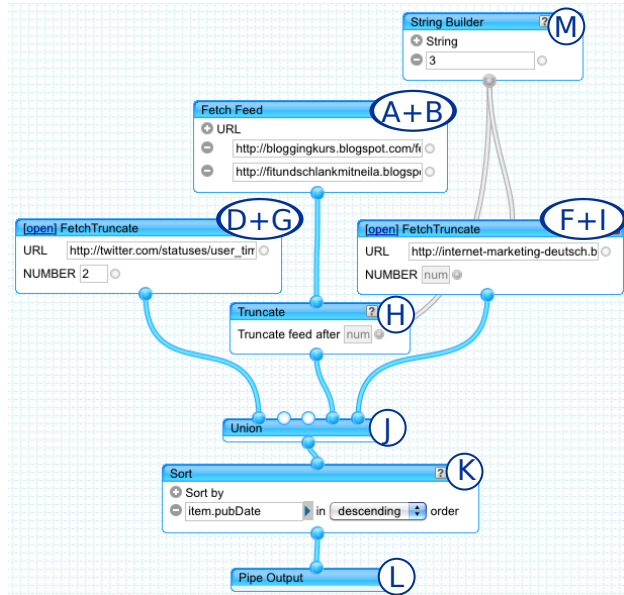 String Builder ? M
String
3
Fetch Feed A+B
URL
http://bloggingkurs.blogspot.com/fe
http://fitundschlankmitneila.blogspo
[open] FetchTruncate D+G
URL http://twitter.com/statuses/user_tim
NUMBER 2
[open] FetchTruncate F+I
URL http://internet-marketing-deutsch.b
NUMBER num
Truncate ? H
Truncate feed after num
Union J
Sort ? K
Sort by
item.pubDate in descending order
Pipe Output L